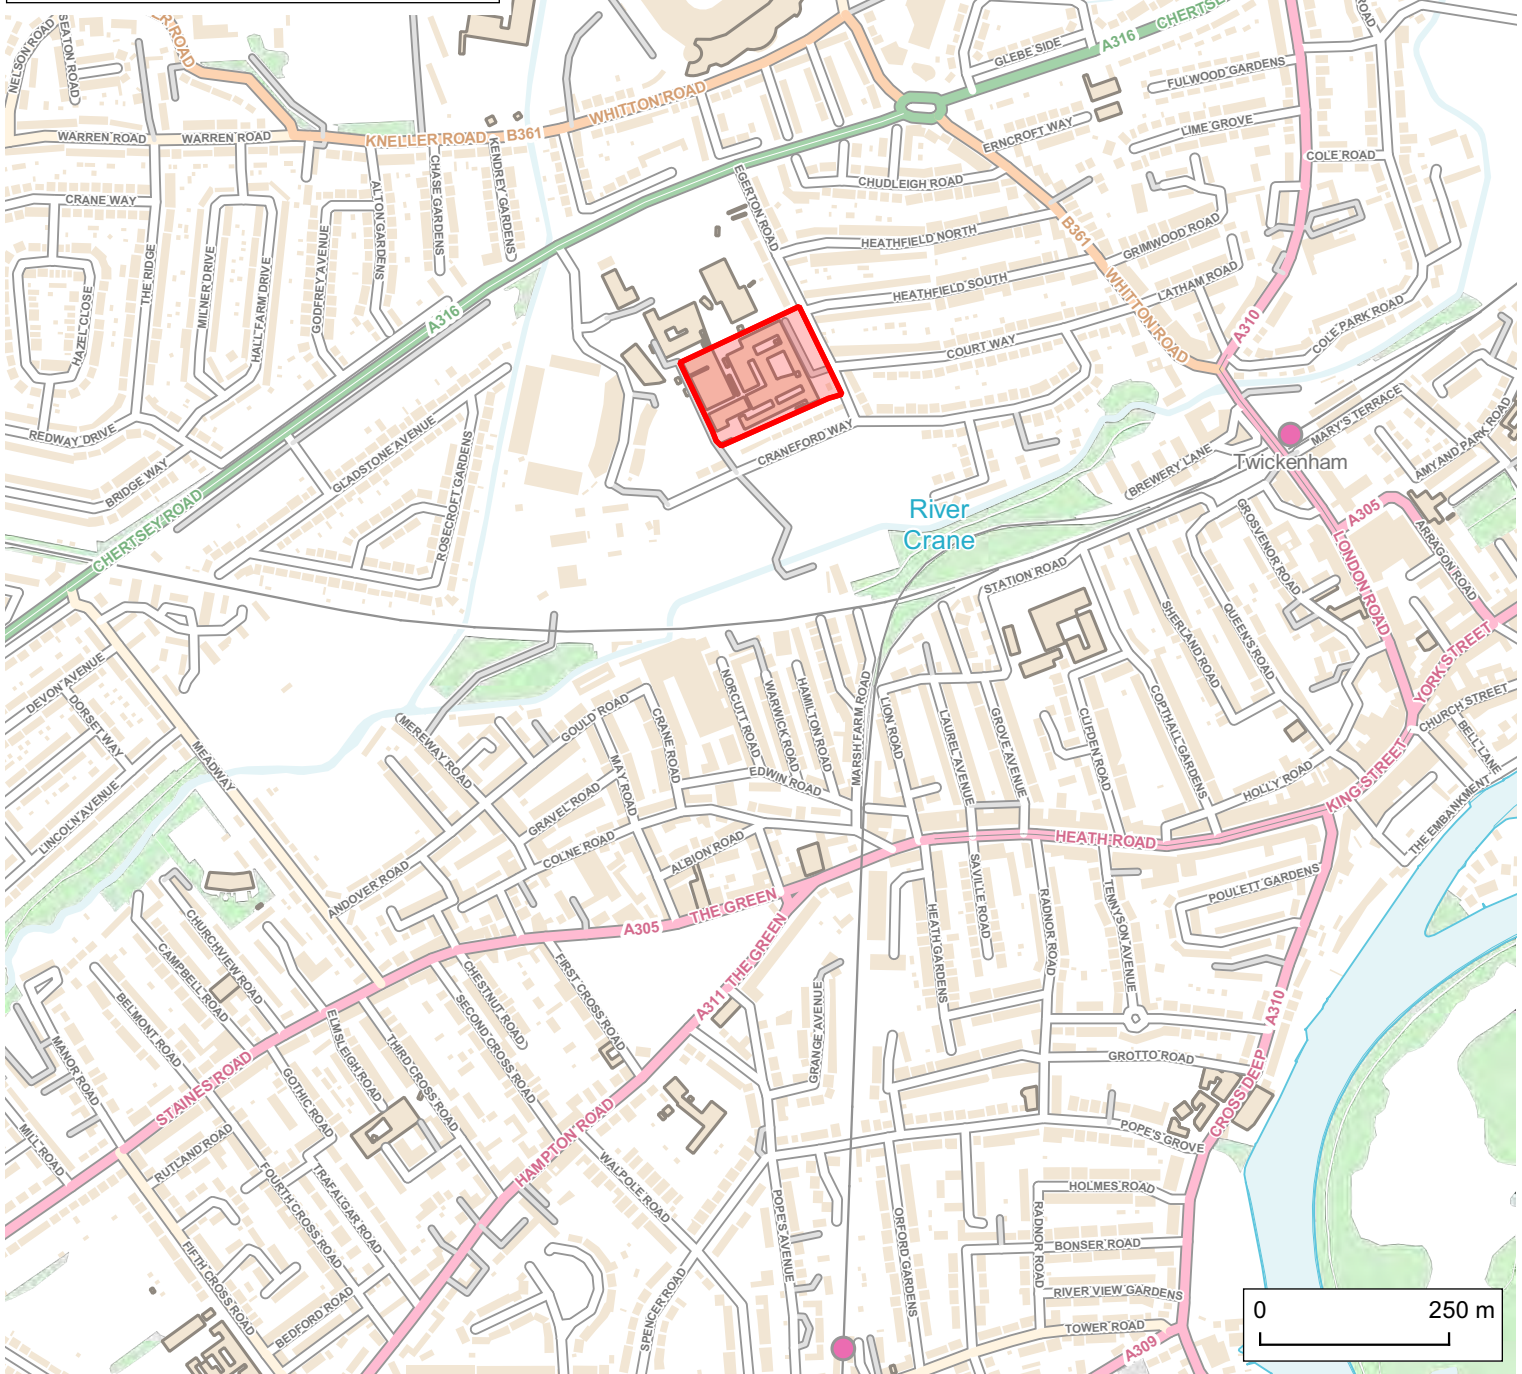 NELSON ROAD
SEATON ROAD
ER ROAD
WARREN ROAD
WARREN ROAD
KNELLER ROAD
B361
WHITTON ROAD
A316
CHERTSEY
GLEBE SIDE
FULWOOD GARDENS
LIME GROVE
ERNCROFT WAY
COLE ROAD
ROAD
CRANE WAY
CHASE GARDENS
KENDREY GARDENS
ALTON GARDENS
GODFREY AVENUE
HALL FARM DRIVE
MILNER DRIVE
THE RIDGE
HAZEL CLOSE
EGERTON ROAD
CHUDLEIGH ROAD
HEATHFIELD NORTH
HEATHFIELD SOUTH
COURT WAY
B361
WHITTON ROAD
GRIMWOOD ROAD
LATHAM ROAD
A310
COLE PARK ROAD
A316
REDWAY DRIVE
BRIDGE WAY
CHERTSEY ROAD
GLADSTONE AVENUE
ROSECROFT GARDENS
CRANEFORD WAY
BREWERY LANE
MARY'S TERRACE
AMYAND PARK ROAD
Twickenham
River
Crane
A305
ARRAGON ROAD
GROSVENOR ROAD
LONDON ROAD
STATION ROAD
SHERLAND ROAD
QUEEN'S ROAD
YORK STREET
CHURCH STREET
BELL LANE
THE EMBANKMENT
KING STREET
HOLLY ROAD
COPTHALL GARDENS
CLIFDEN ROAD
GROVE AVENUE
LAUREL AVENUE
LION ROAD
MARSH FARM ROAD
HAMILTON ROAD
WARWICK ROAD
NORCUTT ROAD
CRANE ROAD
GOULD ROAD
MAY ROAD
EDWIN ROAD
MEREWAY ROAD
GRAVEL ROAD
COLNE ROAD
ALBION ROAD
DEVON AVENUE
DORSET WAY
LINCOLN AVENUE
MEADWAY
ANDOVER ROAD
HEATH ROAD
A305
THE GREEN
A311
THE GREEN
HEATH GARDENS
SAVILLE ROAD
RADNOR ROAD
TENNYSON AVENUE
POULETT GARDENS
A310
CROSS DEEP
GROTTO ROAD
POPE'S GROVE
HOLMES ROAD
RADNOR ROAD
BONSER ROAD
RIVER VIEW GARDENS
TOWER ROAD
A309
ORFORD GARDENS
POPE'S AVENUE
GRANGE AVENUE
SPENCER ROAD
WALPOLE ROAD
HAMPTON ROAD
FIRST CROSS ROAD
CHESTNUT ROAD
SECOND CROSS ROAD
THIRD CROSS ROAD
ELMSLEIGH ROAD
CHURCHVIEW ROAD
CAMPBELL ROAD
BELMONT ROAD
MANOR ROAD
MILL ROAD
STAINES ROAD
RUTLAND ROAD
GOTHIC ROAD
TRAFALGAR ROAD
FOURTH CROSS ROAD
FIFTH CROSS ROAD
BEDFORD ROAD
0 250 m